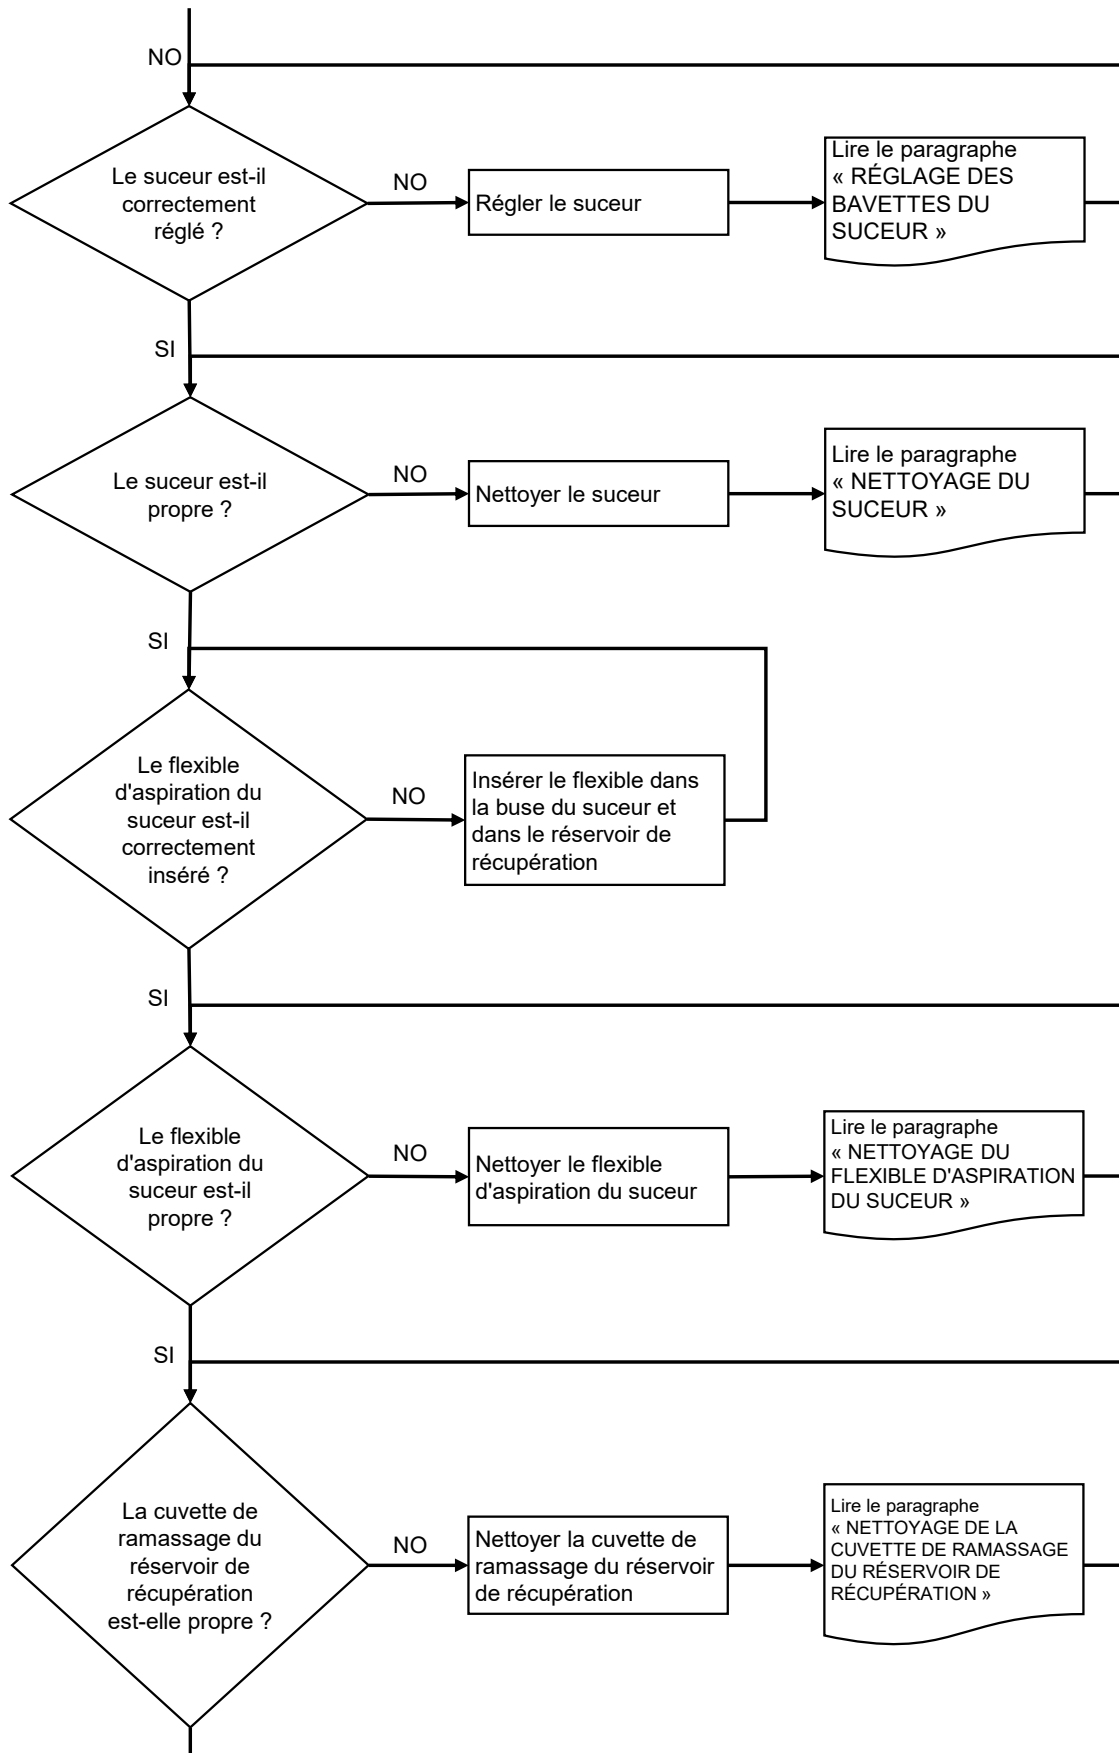 NO
Le suceur est-il
correctement
réglé ?
NO
Régler le suceur
Lire le paragraphe
« RÉGLAGE DES
BAVETTES DU
SUCEUR »
SI
Le suceur est-il
propre ?
NO
Nettoyer le suceur
Lire le paragraphe
« NETTOYAGE DU
SUCEUR »
SI
Le flexible
d'aspiration du
suceur est-il
correctement
inséré ?
NO
Insérer le flexible dans
la buse du suceur et
dans le réservoir de
récupération
SI
Le flexible
d'aspiration du
suceur est-il
propre ?
NO
Nettoyer le flexible
d'aspiration du suceur
Lire le paragraphe
« NETTOYAGE DU
FLEXIBLE D'ASPIRATION
DU SUCEUR »
SI
La cuvette de
ramassage du
réservoir de
récupération
est-elle propre ?
NO
Nettoyer la cuvette de
ramassage du réservoir
de récupération
Lire le paragraphe
« NETTOYAGE DE LA
CUVETTE DE RAMASSAGE
DU RÉSERVOIR DE
RÉCUPÉRATION »